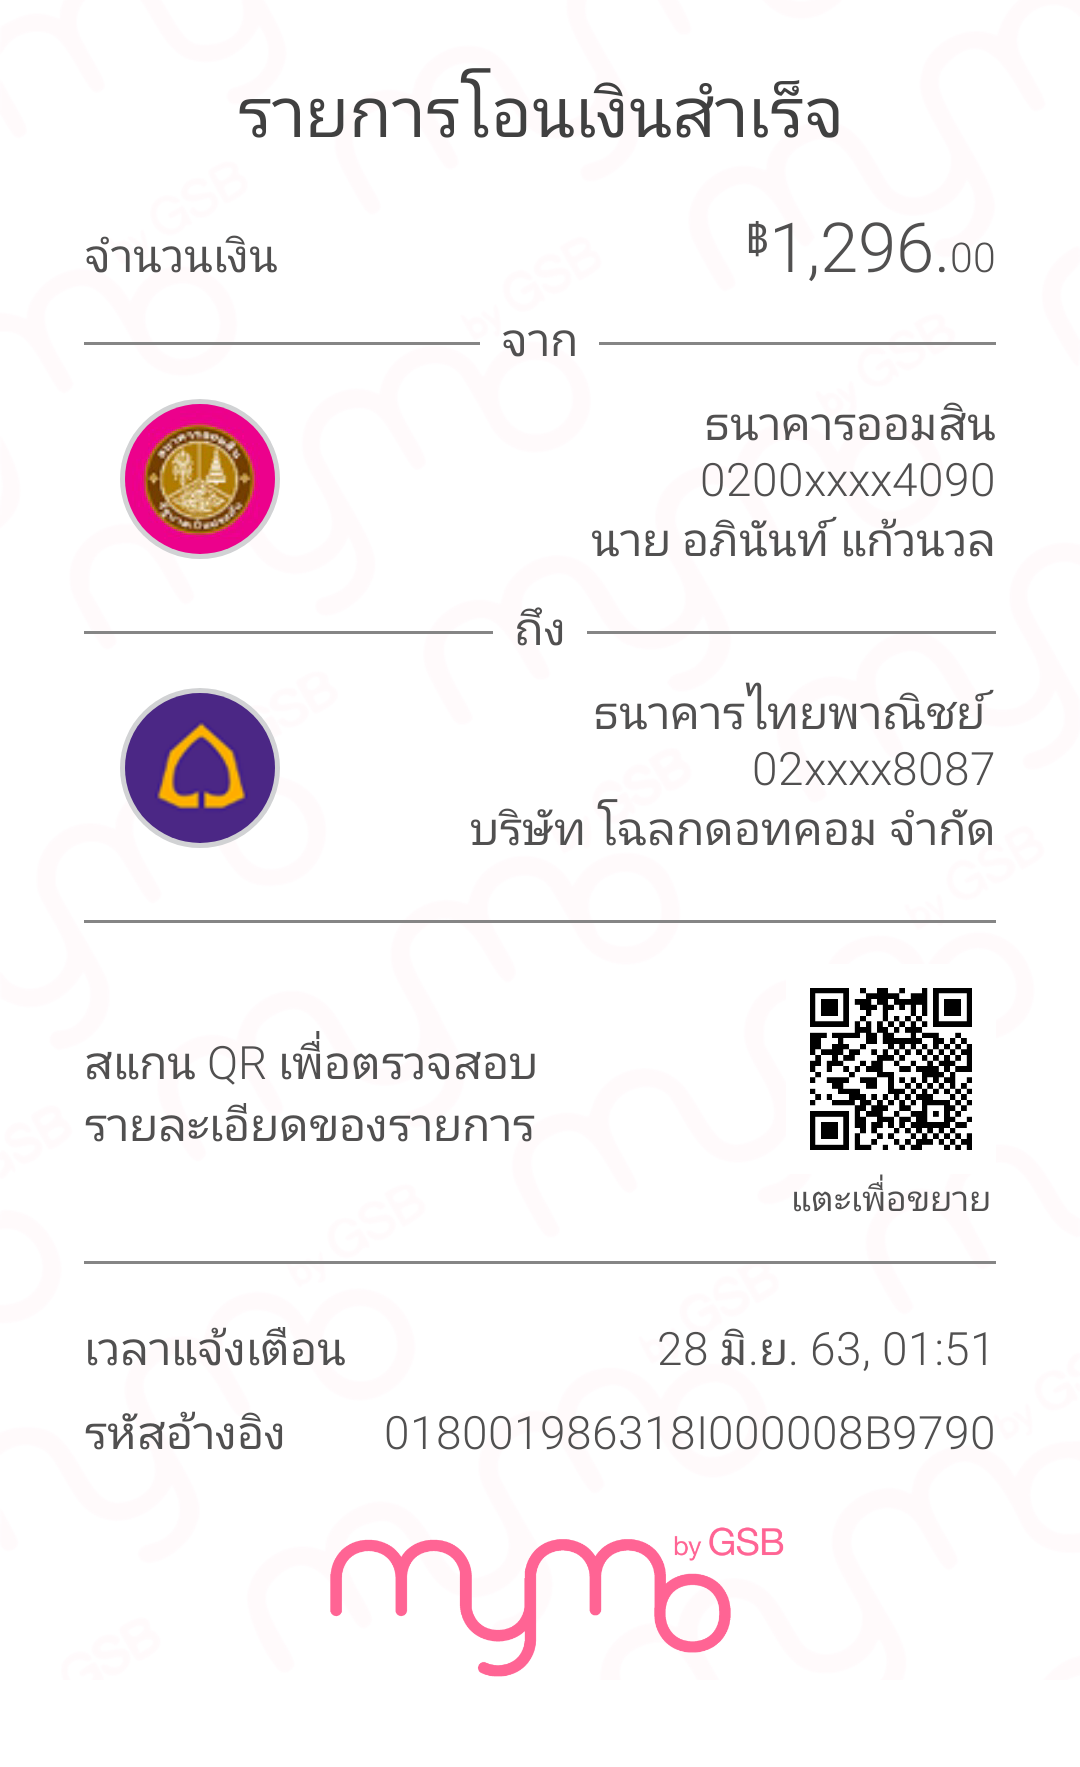 รายการโอนเงินสำเร็จ
จำนวนเงิน ฿1,296.00
จาก
ธนาคารออมสิน
0200xxxx4090
นาย อภินันท์ แก้วนวล
ถึง
ธนาคารไทยพาณิชย์
02xxxx8087
บริษัท โฉลกดอทคอม จำกัด
สแกน QR เพื่อตรวจสอบ
รายละเอียดของรายการ
แตะเพื่อขยาย
เวลาแจ้งเตือน 28 มิ.ย. 63, 01:51
รหัสอ้างอิง 018001986318I000008B9790
mymo by GSB